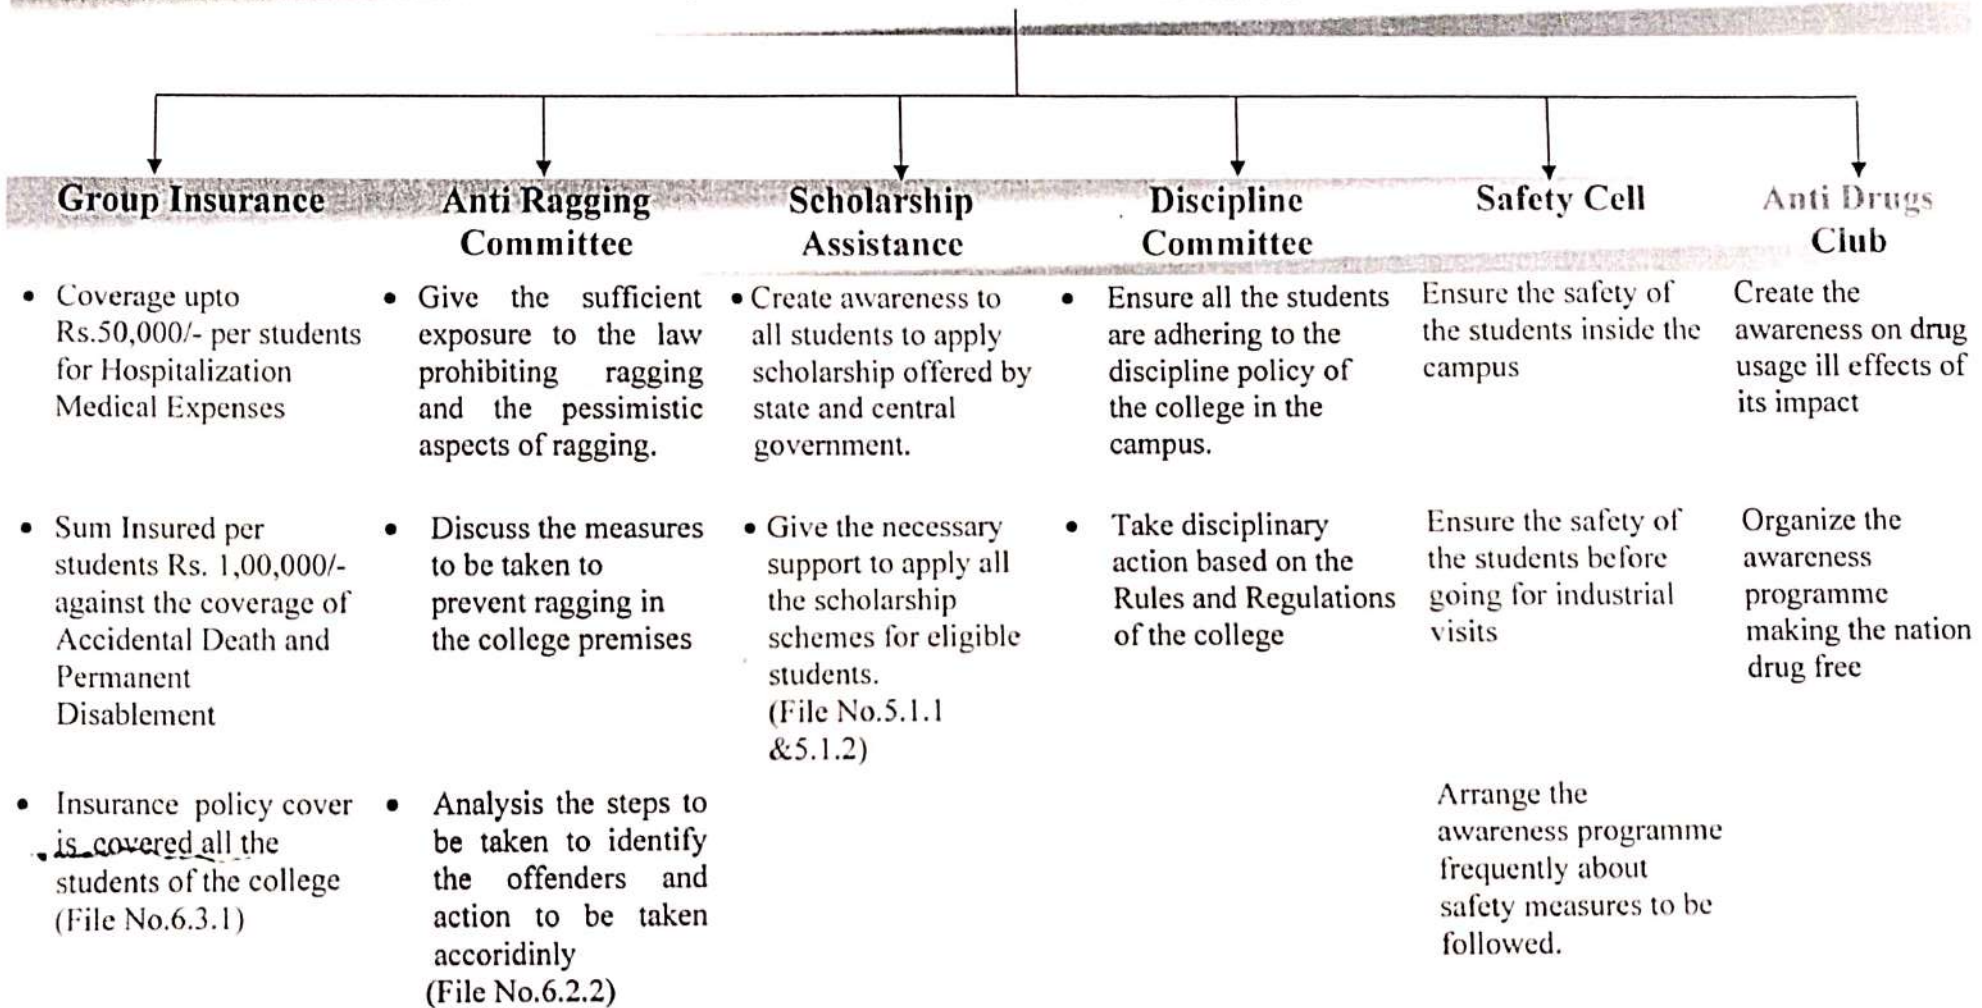 Group Insurance
Coverage upto
Rs.50,000/- per students
for Hospitalization
Medical Expenses
Sum Insured per
students Rs. 1,00,000/-
against the coverage of
Accidental Death and
Permanent
Disablement
Insurance policy cover
is covered all the
students of the college
(File No.6.3.1)
Anti Ragging
Committee
Give the sufficient
exposure to the law
prohibiting ragging
and the pessimistic
aspects of ragging.
Discuss the measures
to be taken to
prevent ragging in
the college premises
Analysis the steps to
be taken to identify
the offenders and
action to be taken
accoridinly
(File No.6.2.2)
Scholarship
Assistance
Create awareness to
all students to apply
scholarship offered by
state and central
government.
Give the necessary
support to apply all
the scholarship
schemes for eligible
students.
(File No.5.1.1
&5.1.2)
Discipline
Committee
Ensure all the students
are adhering to the
discipline policy of
the college in the
campus.
Take disciplinary
action based on the
Rules and Regulations
of the college
Safety Cell
Ensure the safety of
the students inside the
campus
Ensure the safety of
the students before
going for industrial
visits
Arrange the
awareness programme
frequently about
safety measures to be
followed.
Anti Drugs
Club
Create the
awareness on drug
usage ill effects of
its impact
Organize the
awareness
programme
making the nation
drug free